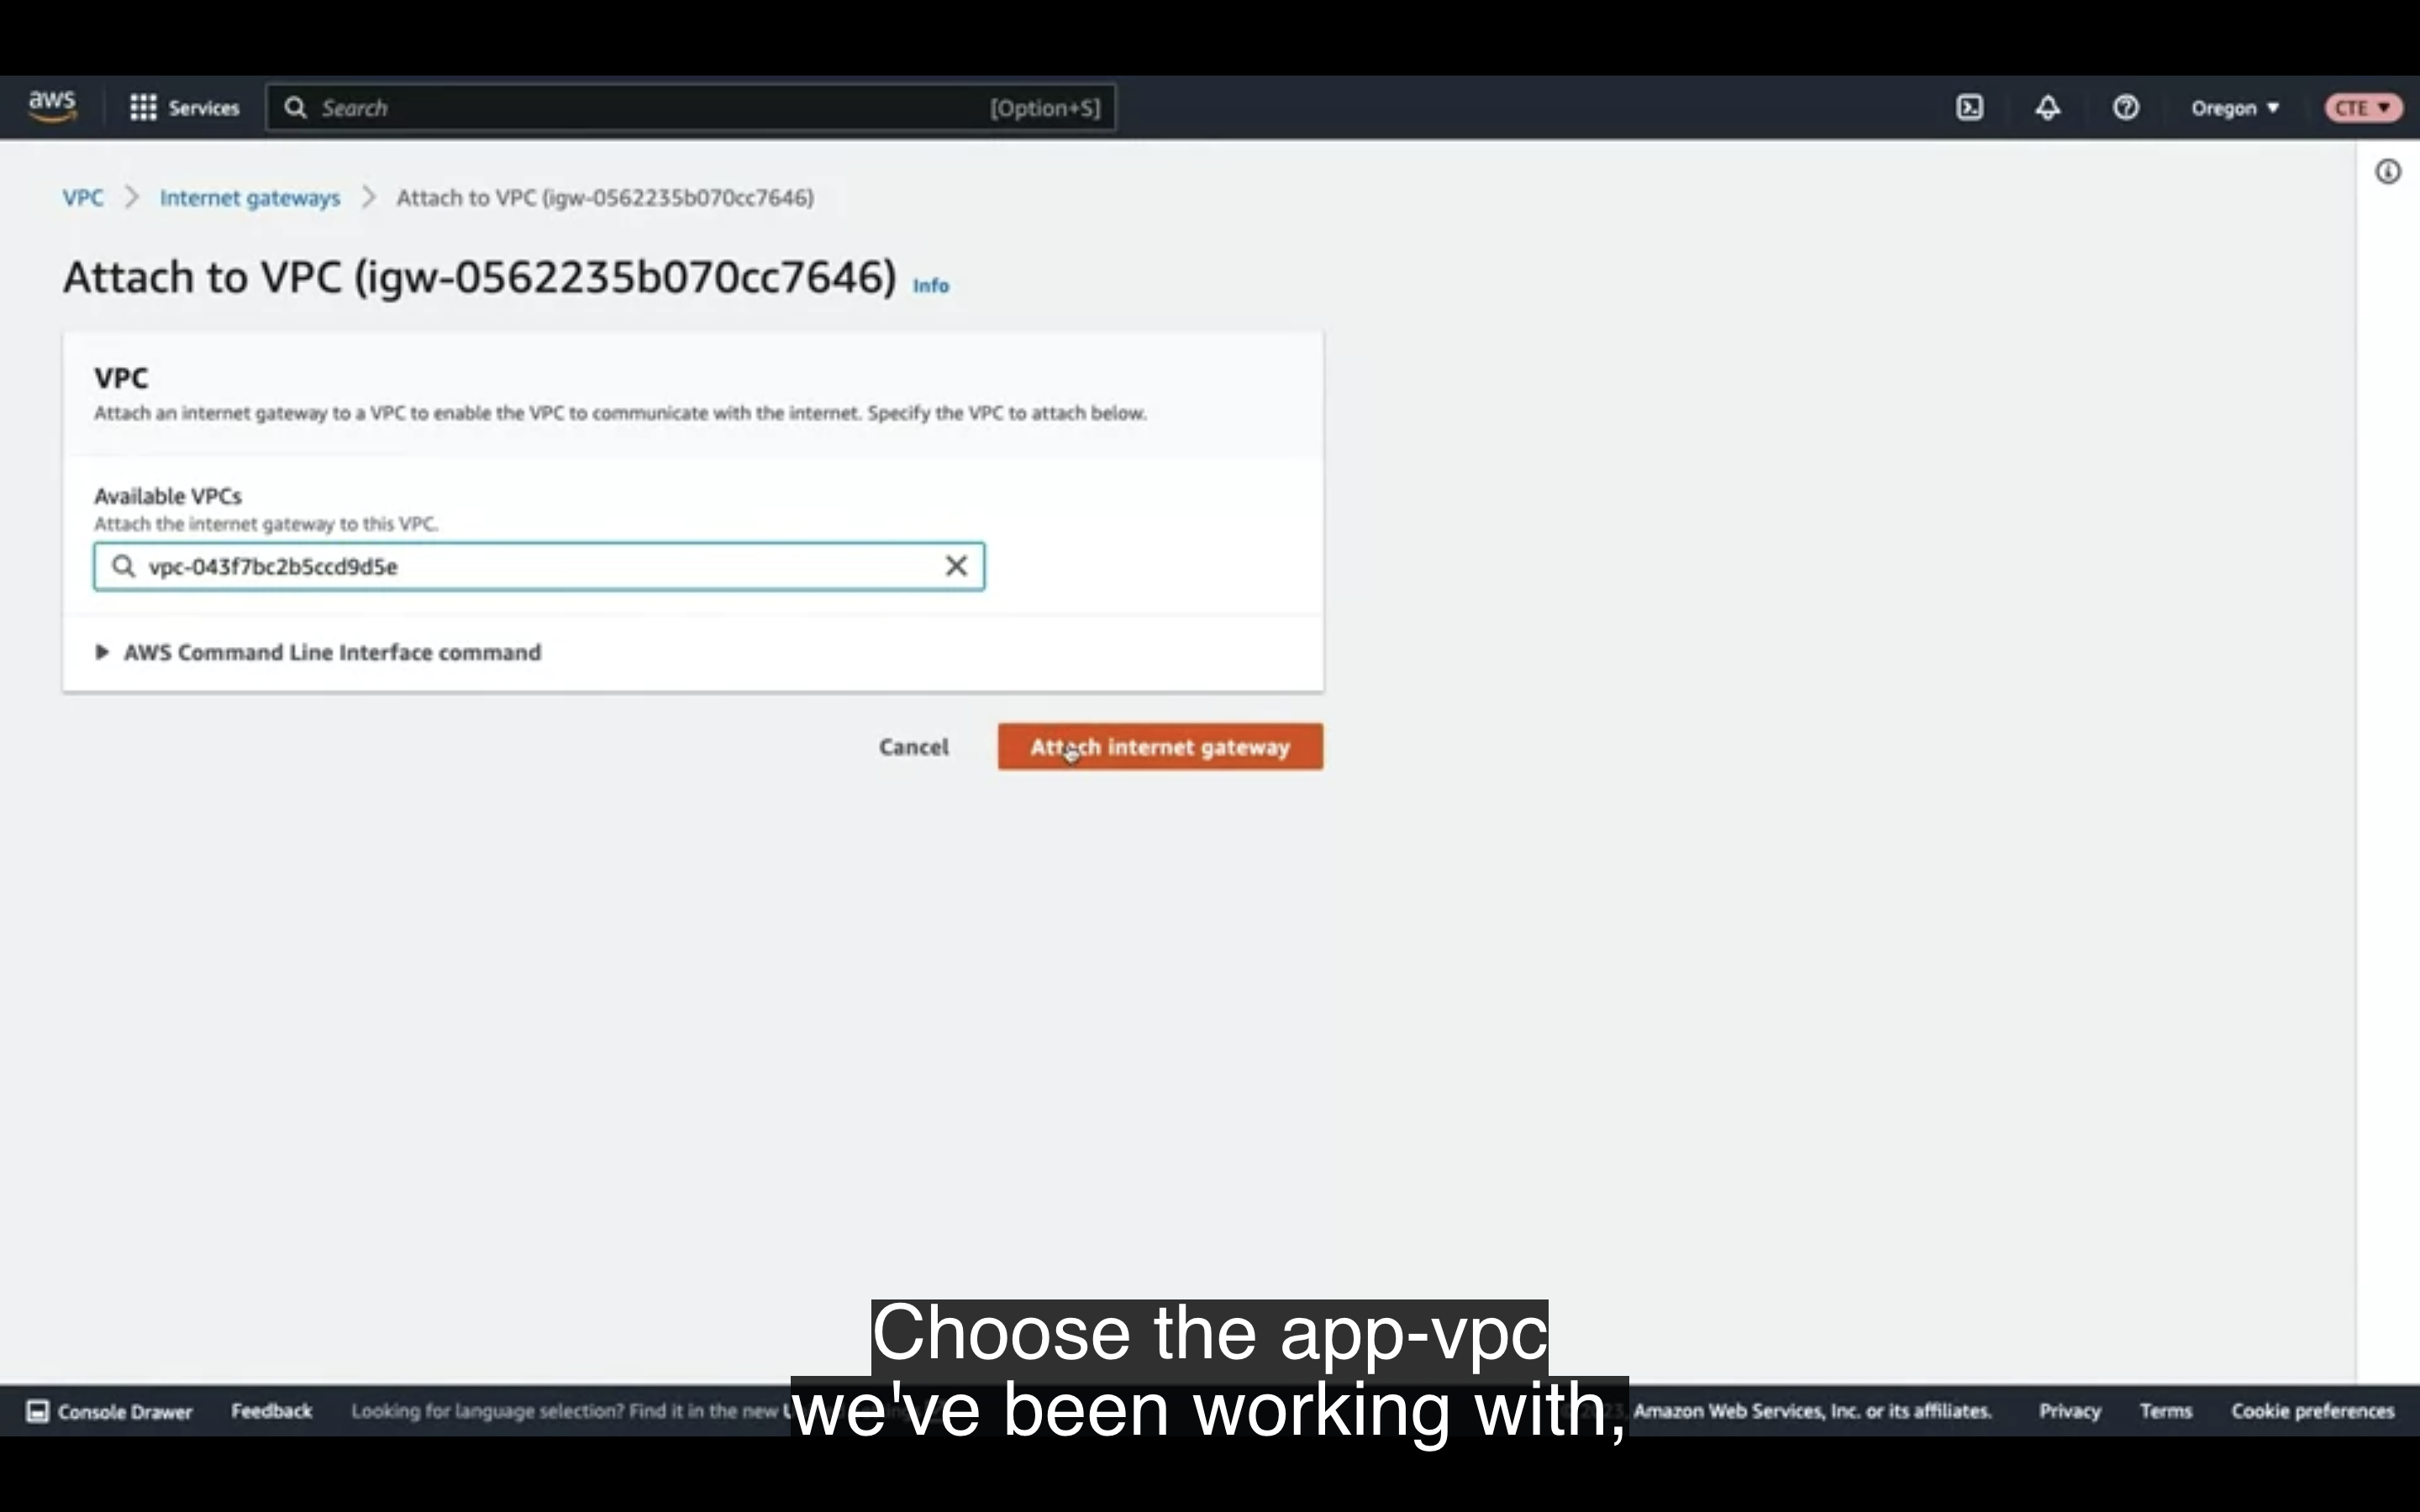 aws
Services
Search
[Option+S]
Oregon
CTE
VPC
Internet gateways
Attach to VPC (igw-0562235b070cc7646)
Attach to VPC (igw-0562235b070cc7646) Info
VPC
Attach an internet gateway to a VPC to enable the VPC to communicate with the internet. Specify the VPC to attach below.
Available VPCs
Attach the internet gateway to this VPC.
vpc-043f7bc2b5ccd9d5e
AWS Command Line Interface command
Cancel
Attach internet gateway
Choose the app-vpc
we've been working with,
Console Drawer
Feedback
Looking for language selection? Find it in the new
Amazon Web Services, Inc. or its affiliates.
Privacy
Terms
Cookie preferences